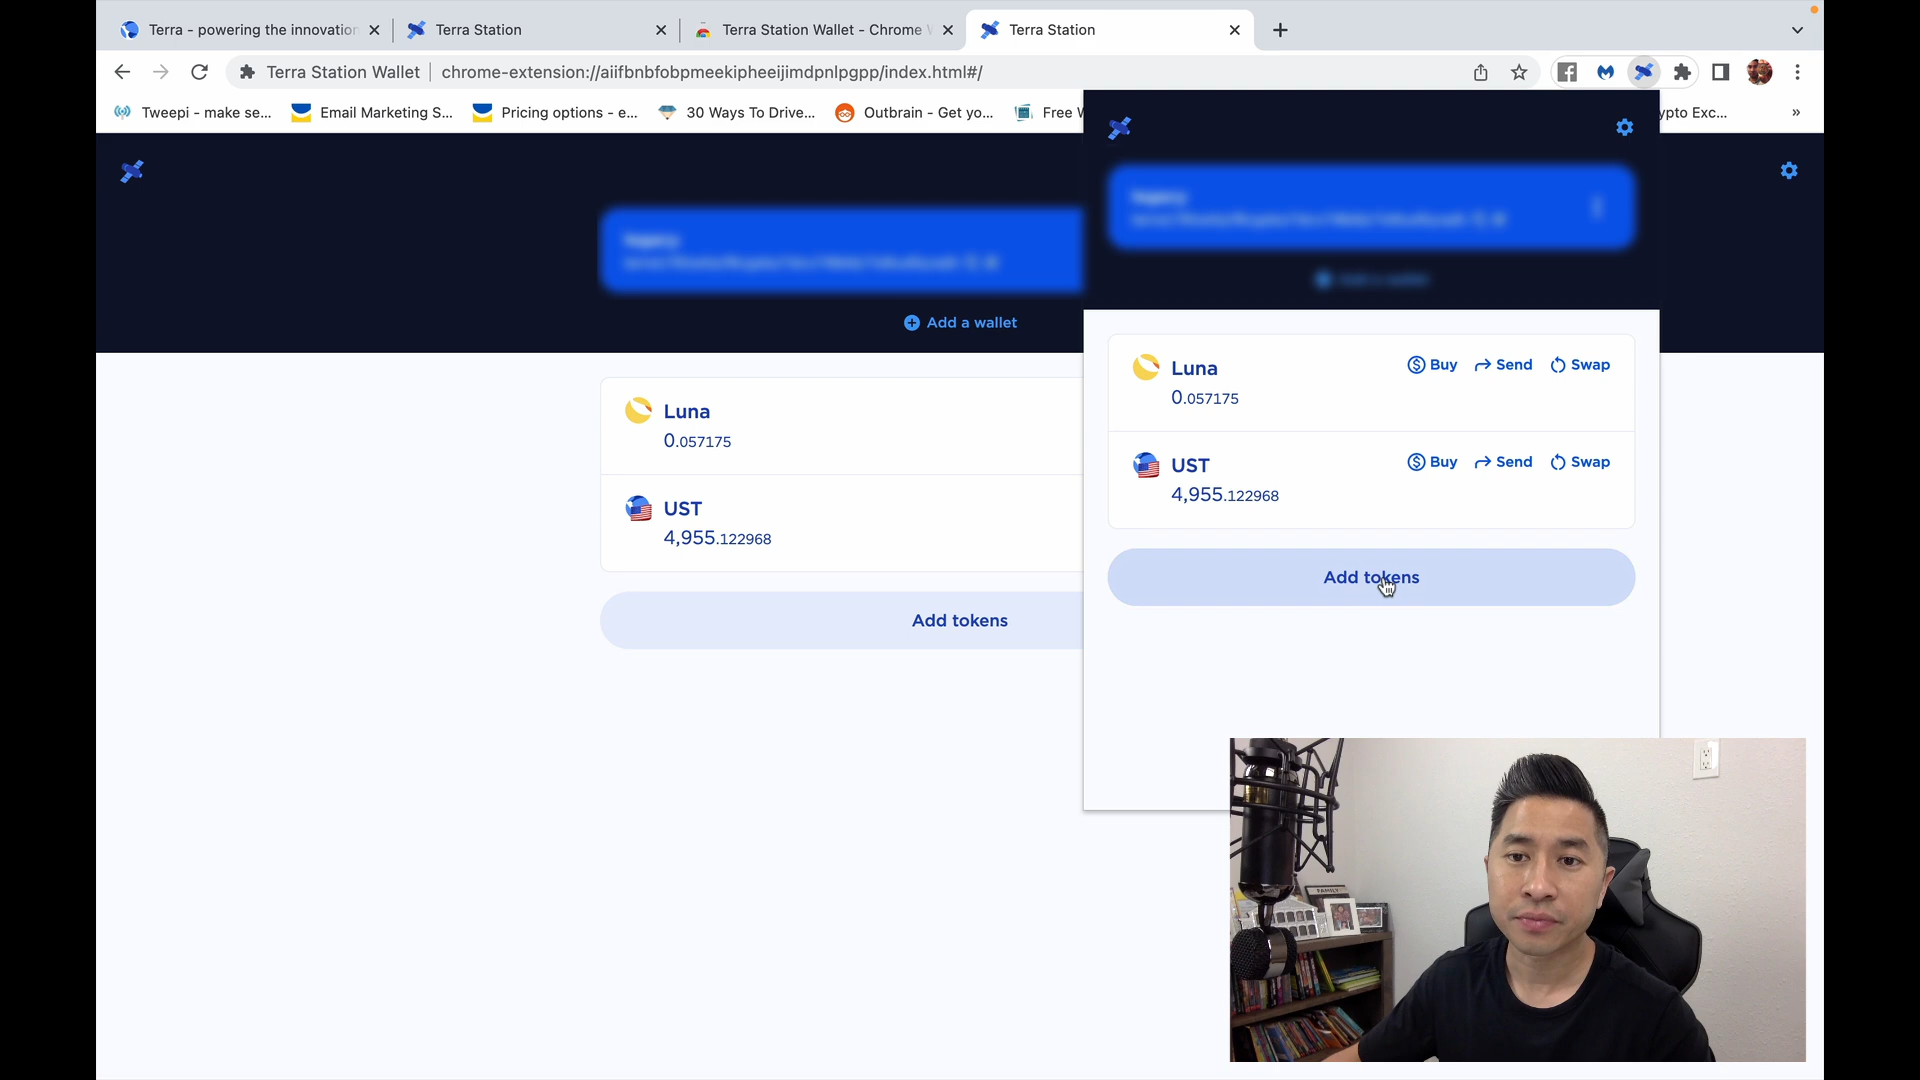 Terra - powering the innovation
Terra Station
Terra Station Wallet - Chrome
Terra Station
Terra Station Wallet
chrome-extension://aiifbnbfobpmeekipheeijimdpnlpgpp/index.html#/
Tweepi - make se...
Email Marketing S...
Pricing options - e...
30 Ways To Drive...
Outbrain - Get yo...
Free
ypto Exc...
»
Add a wallet
Luna
0.057175
UST
4,955.122968
Add tokens
Luna
0.057175
Buy
Send
Swap
UST
4,955.122968
Buy
Send
Swap
Add tokens
FAMILY